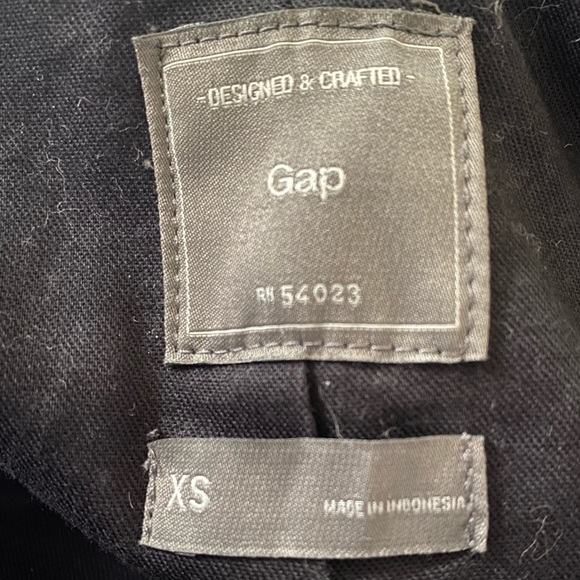 -DESIGNED & CRAFTED-
Gap
RN 54023
XS
MADE IN INDONESIA